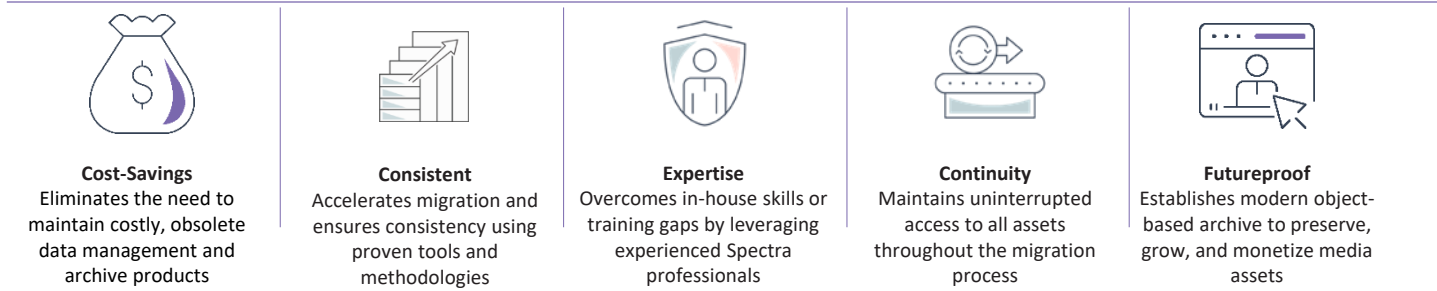 $
Cost-Savings
Eliminates the need to
maintain costly, obsolete
data management and
archive products
Consistent
Accelerates migration and
ensures consistency using
proven tools and
methodologies
Expertise
Overcomes in-house skills or
training gaps by leveraging
experienced Spectra
professionals
Continuity
Maintains uninterrupted
access to all assets
throughout the migration
process
Futureproof
Establishes modern object-
based archive to preserve,
grow, and monetize media
assets